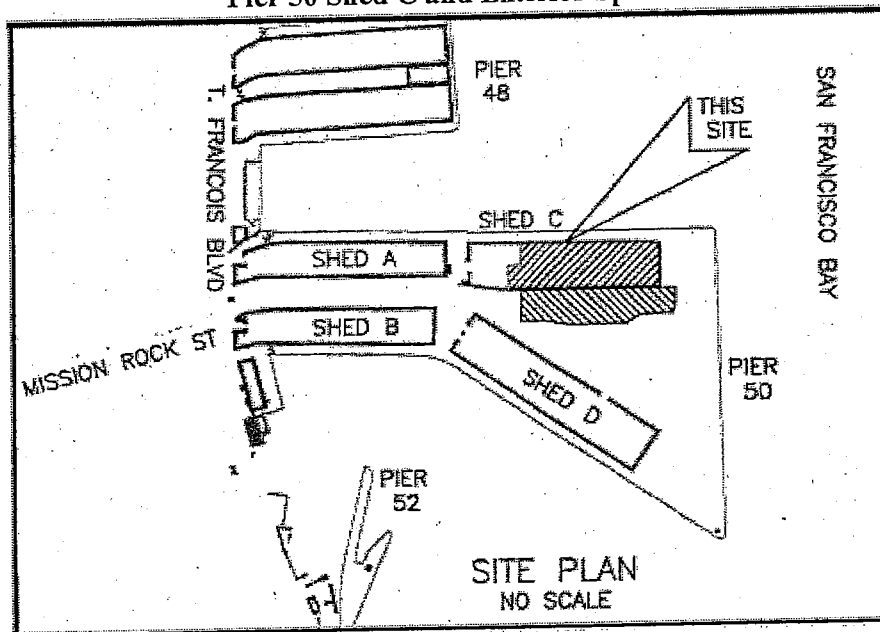 Pier 50 Shed C and Exterior
PIER
48
THIS
SITE
SAN FRANCISCO BAY
T. FRANCOIS BLVD
SHED C
SHED A
SHED B
MISSION ROCK ST
SHED D
PIER
50
PIER
52
SITE PLAN
NO SCALE